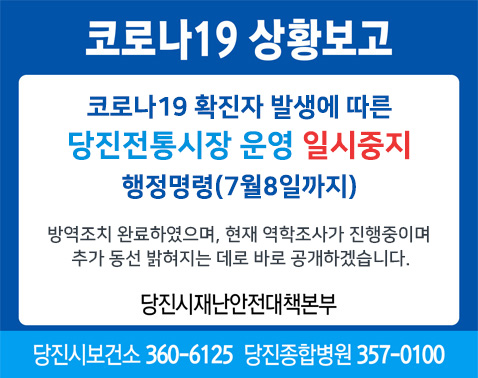 코로나19 상황보고
코로나19 확진자 발생에 따른
당진전통시장 운영 일시중지
행정명령(7월8일까지)
방역조치 완료하였으며, 현재 역학조사가 진행중이며
추가 동선 밝혀지는 데로 바로 공개하겠습니다.
당진시재난안전대책본부
당진시보건소 360-6125 당진종합병원 357-0100